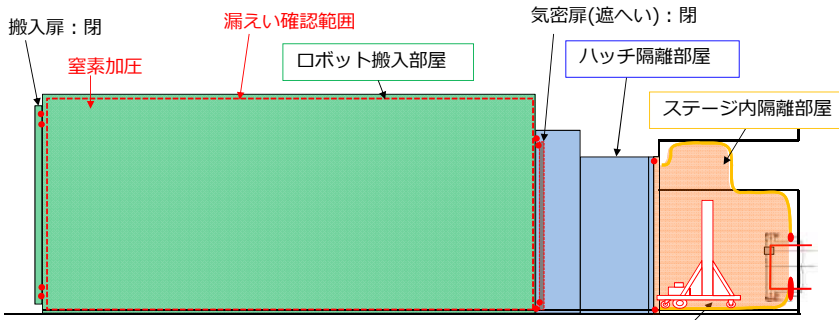 搬入扉：閉
漏えい確認範囲
気密扉(遮へい)：閉
窒素加圧
ロボット搬入部屋
ハッチ隔離部屋
ステージ内隔離部屋